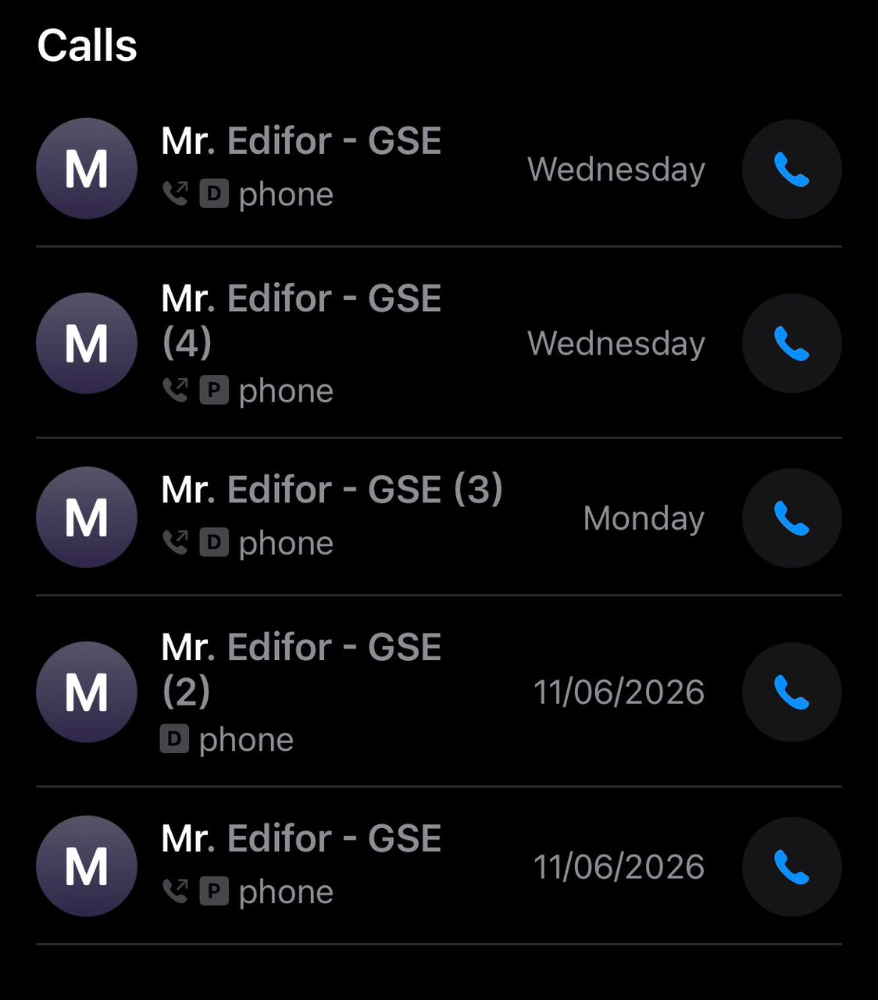 Calls
M
Mr. Edifor - GSE
D phone
Wednesday
M
Mr. Edifor - GSE
(4)
P phone
Wednesday
M
Mr. Edifor - GSE (3)
D phone
Monday
M
Mr. Edifor - GSE
(2)
D phone
11/06/2026
M
Mr. Edifor - GSE
P phone
11/06/2026